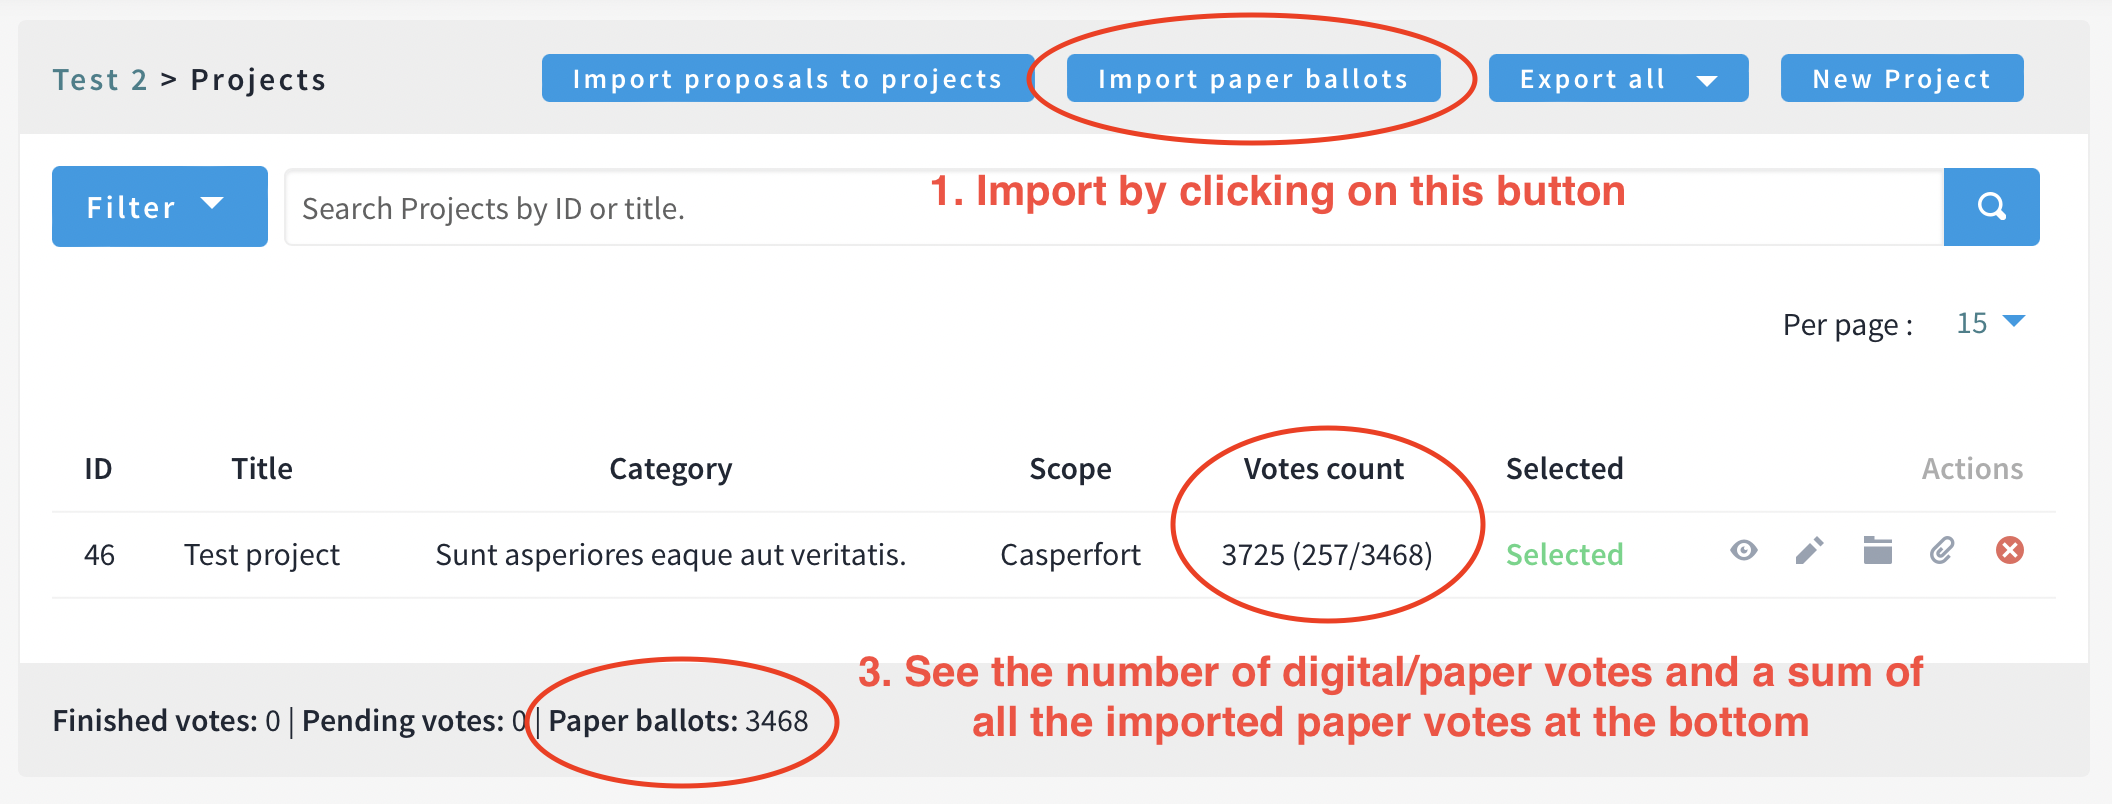 Test 2 > Projects
Import proposals to projects
Import paper ballots
Export all
New Project
Filter
Search Projects by ID or title.
1. Import by clicking on this button
Per page : 15
ID Title Category Scope Votes count Selected Actions
46 Test project Sunt asperiores eaque aut veritatis. Casperfort 3725 (257/3468) Selected
3. See the number of digital/paper votes and a sum of
all the imported paper votes at the bottom
Finished votes: 0 | Pending votes: 0 | Paper ballots: 3468